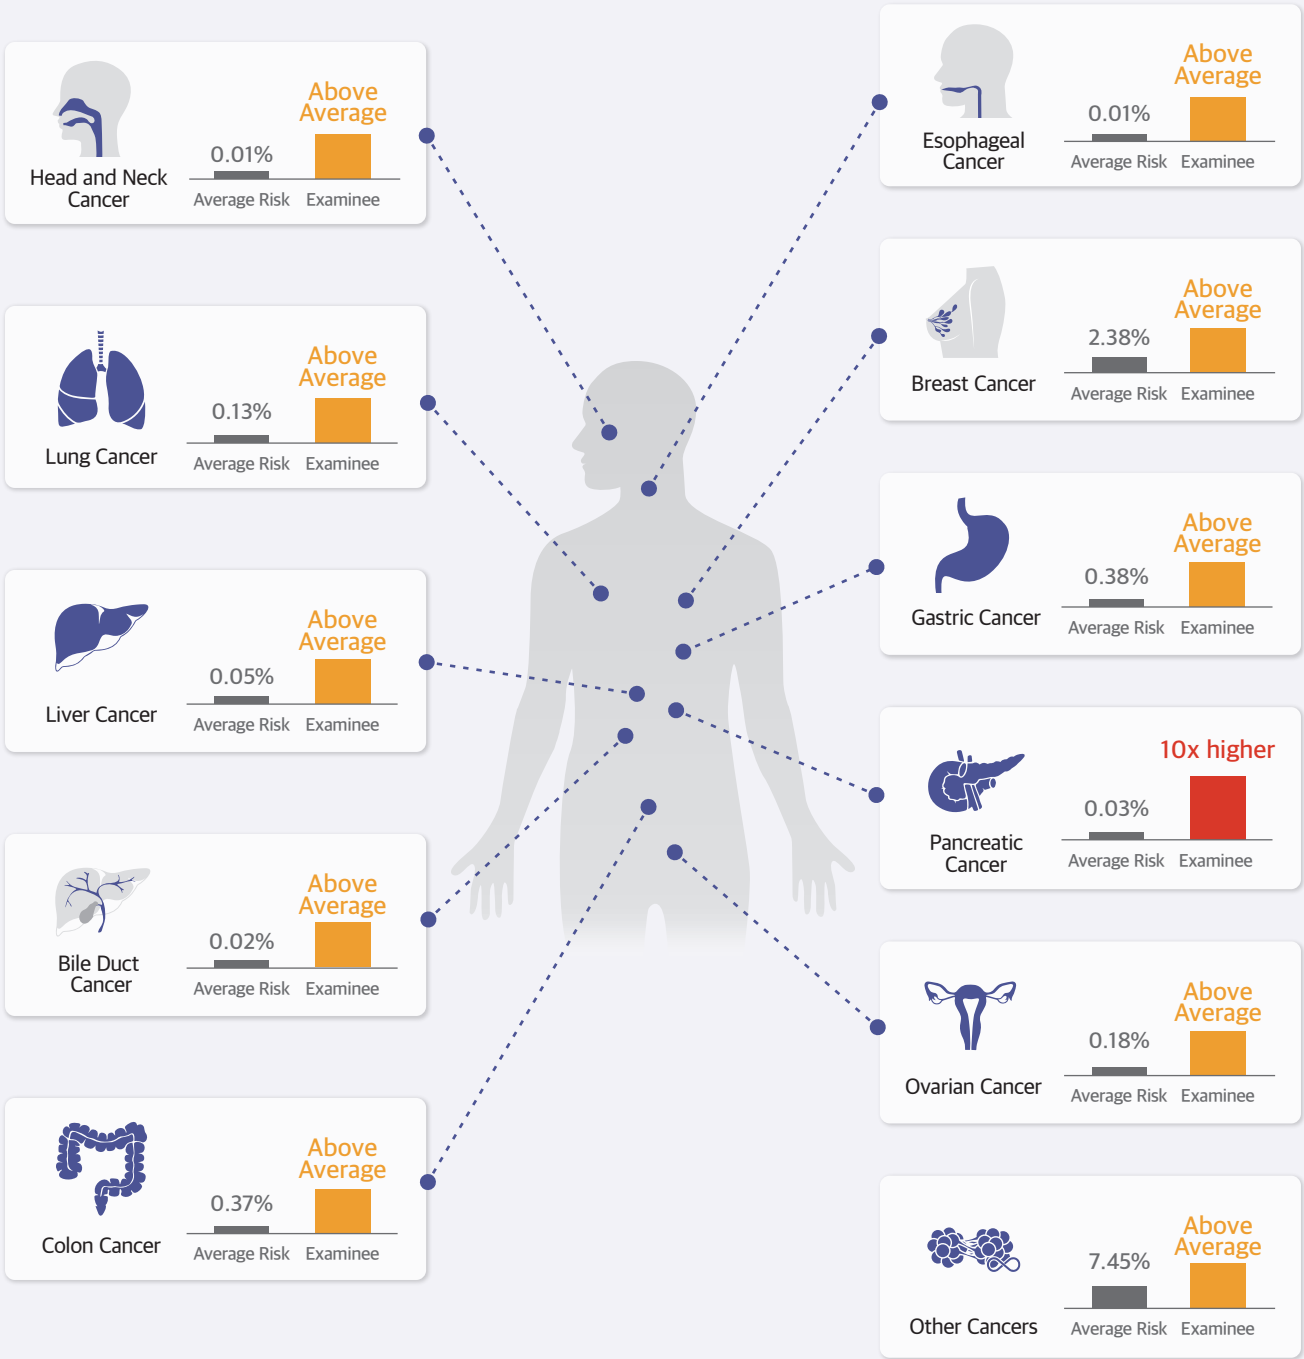 Above
Average
0.01%
Head and Neck
Cancer
Average Risk Examinee
Above
Average
0.13%
Lung Cancer
Average Risk Examinee
Above
Average
0.05%
Liver Cancer
Average Risk Examinee
Above
Average
0.02%
Bile Duct
Cancer
Average Risk Examinee
Above
Average
0.37%
Colon Cancer
Average Risk Examinee
Above
Average
0.01%
Esophageal
Cancer
Average Risk Examinee
Above
Average
2.38%
Breast Cancer
Average Risk Examinee
Above
Average
0.38%
Gastric Cancer
Average Risk Examinee
10x higher
0.03%
Pancreatic
Cancer
Average Risk Examinee
Above
Average
0.18%
Ovarian Cancer
Average Risk Examinee
Above
Average
7.45%
Other Cancers
Average Risk Examinee